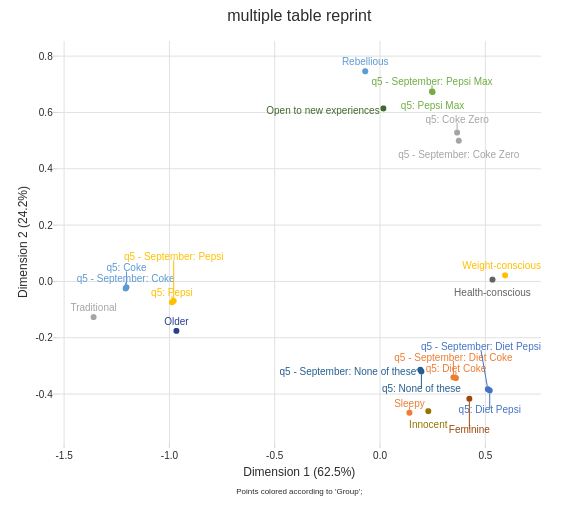 multiple table reprint
0.8
Rebellious
q5 - September: Pepsi Max
0.6
Open to new experiences
q5: Pepsi Max
q5: Coke Zero
q5 - September: Coke Zero
0.4
Dimension 2 (24.2%)
0.2
q5 - September: Pepsi
q5: Coke
Weight-conscious
q5 - September: Coke
0.0
q5: Pepsi
Health-conscious
Traditional
Older
-0.2
q5 - September: Diet Pepsi
q5 - September: Diet Coke
q5 - September: None of these
q5: Diet Coke
q5: None of these
-0.4
Sleepy
q5: Diet Pepsi
Innocent
Feminine
-1.5
-1.0
-0.5
0.0
0.5
Dimension 1 (62.5%)
Points colored according to 'Group';